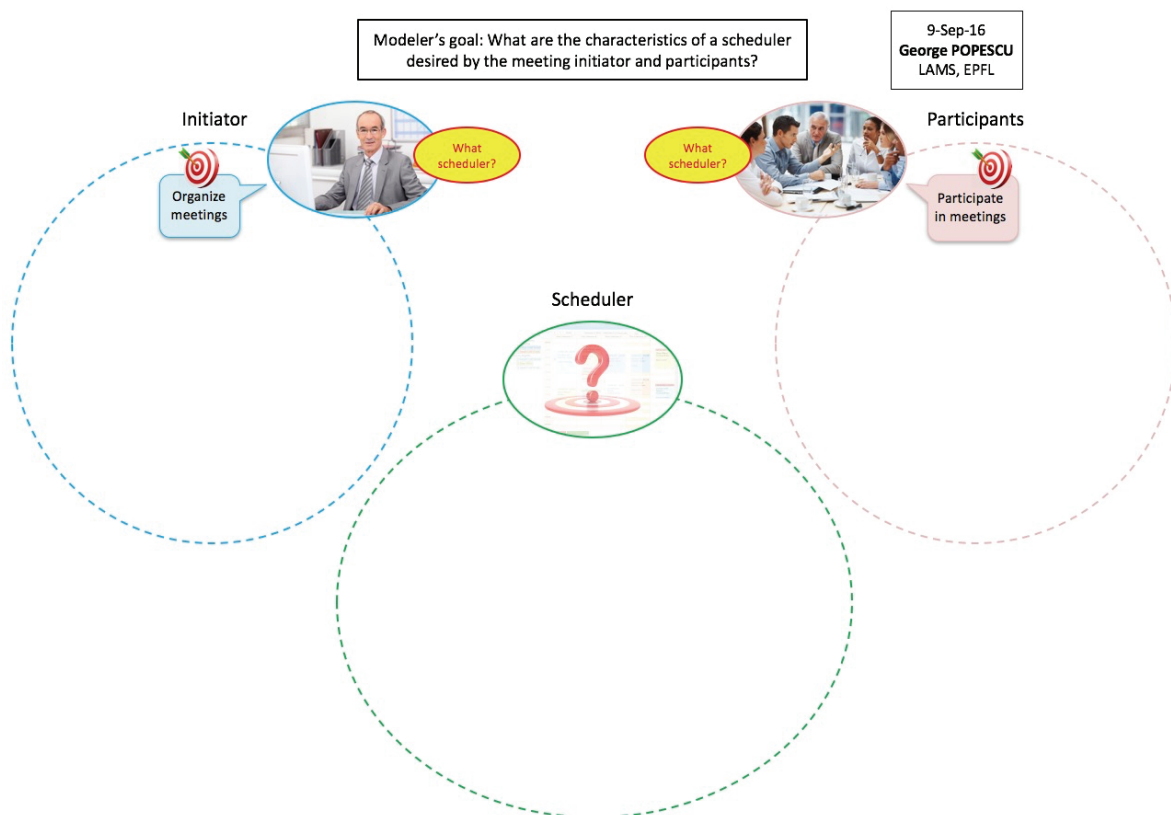 Modeler’s goal: What are the characteristics of a scheduler
desired by the meeting initiator and participants?
9-Sep-16
George POPESCU
LAMS, EPFL
Initiator
Organize
meetings
What
scheduler?
What
scheduler?
Participants
Participate
in meetings
Scheduler
?